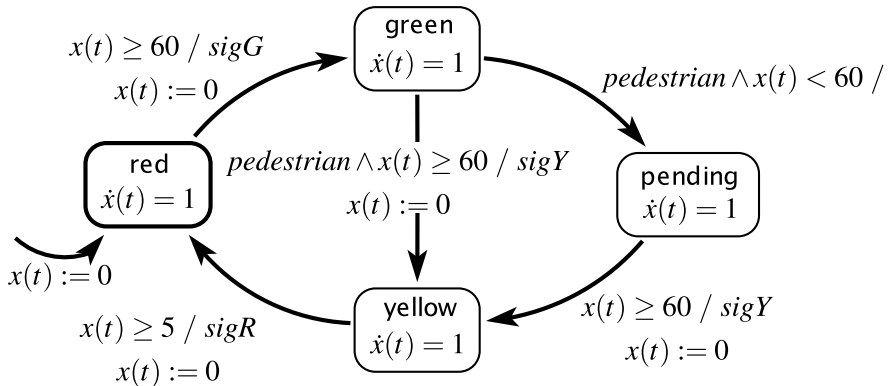 green
ẋ(t) = 1
x(t) ≥ 60 / sigG
x(t) := 0
pedestrian ∧ x(t) < 60 /
red
ẋ(t) = 1
pedestrian ∧ x(t) ≥ 60 / sigY
x(t) := 0
pending
ẋ(t) = 1
x(t) := 0
yellow
ẋ(t) = 1
x(t) ≥ 5 / sigR
x(t) := 0
x(t) ≥ 60 / sigY
x(t) := 0